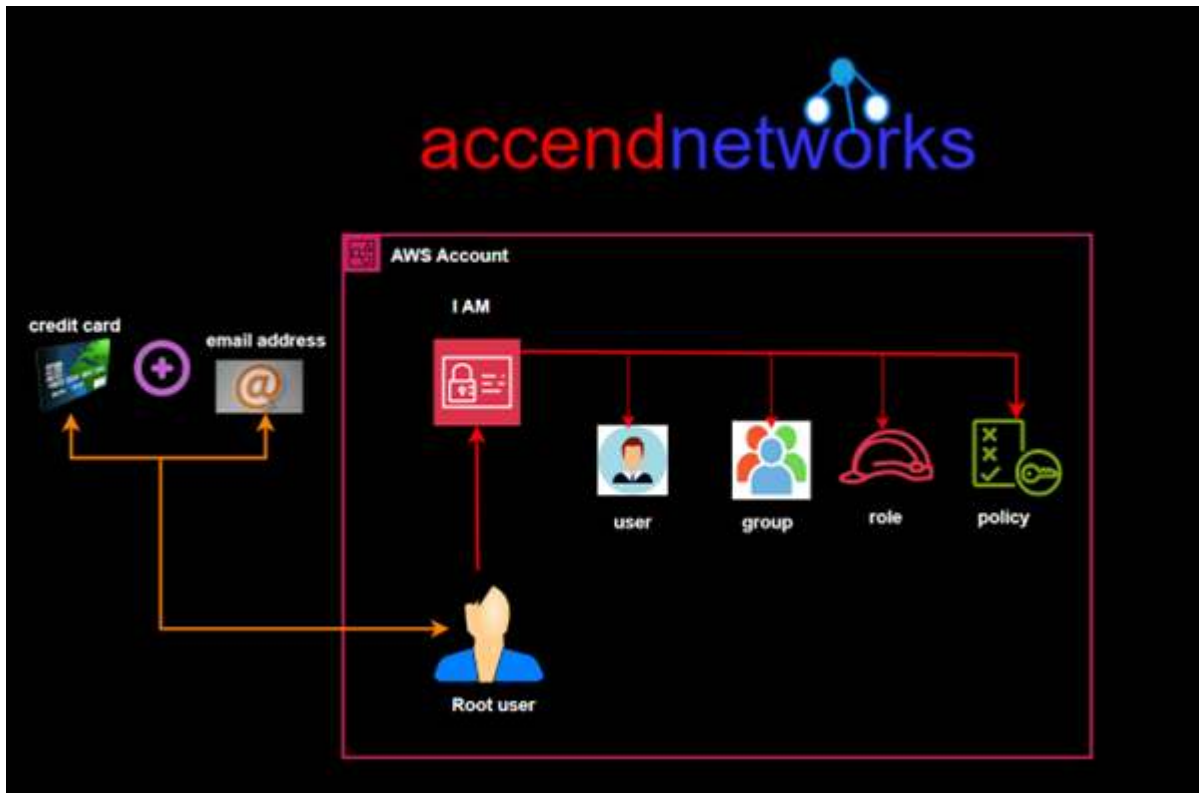 accendnetworks
AWS Account
I AM
credit card
email address
@
user
group
role
policy
Root user